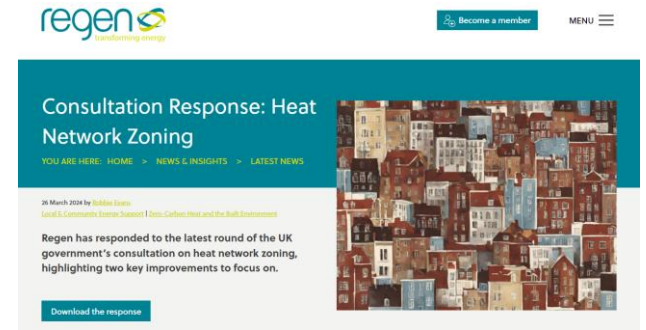 regen
transforming energy
Become a member
MENU
Consultation Response: Heat
Network Zoning
YOU ARE HERE: HOME > NEWS & INSIGHTS > LATEST NEWS
26 March 2024 by Robbie Evans
Local & Community Energy Support | Zero-Carbon Heat and the Built Environment
Regen has responded to the latest round of the UK
government's consultation on heat network zoning,
highlighting two key improvements to focus on.
Download the response